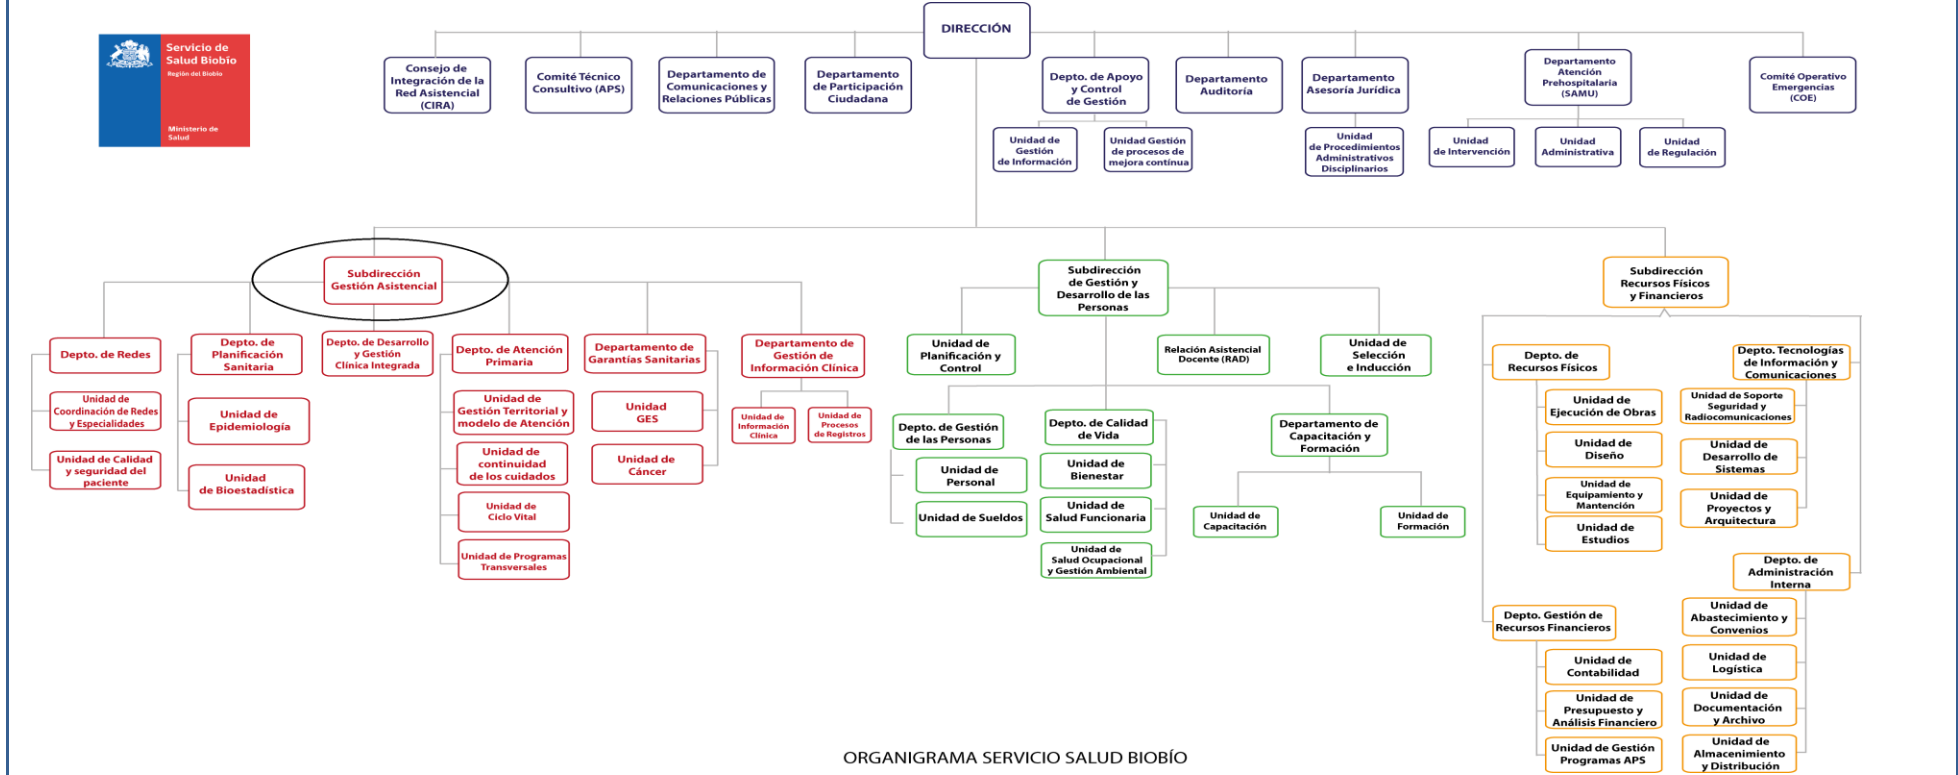 DIRECCIÓN
Servicio de
Salud Biobío
Región del Biobío
Ministerio de
Salud
Consejo de
Integración de la
Red Asistencial
(CIRA)
Comité Técnico
Consultivo (APS)
Departamento de
Comunicaciones y
Relaciones Públicas
Departamento
de Participación
Ciudadana
Depto. de Apoyo
y Control
de Gestión
Departamento
Auditoría
Departamento
Asesoría Jurídica
Departamento
Atención
Prehospitalaria
(SAMU)
Comité Operativo
Emergencias
(COE)
Unidad de
Gestión
de Información
Unidad Gestión
de procesos de
mejora contínua
Unidad
de Procedimientos
Administrativos
Disciplinarios
Unidad
de Intervención
Unidad
Administrativa
Unidad
de Regulación
Subdirección
Gestión Asistencial
Depto. de Redes
Unidad de
Coordinación de Redes
y Especialidades
Unidad de Calidad
y seguridad del
paciente
Depto. de
Planificación
Sanitaria
Unidad de
Epidemiología
Unidad
de Bioestadística
Depto. de Desarrollo
y Gestión
Clínica Integrada
Depto. de Atención
Primaria
Unidad de
Gestión Territorial y
modelo de Atención
Unidad de
continuidad
de los cuidados
Unidad de
Ciclo Vital
Unidad de Programas
Transversales
Departamento de
Garantías Sanitarias
Unidad
GES
Unidad de
Cáncer
Departamento de
Gestión de
Información Clínica
Unidad de
Información
Clínica
Unidad de
Procesos
de Registros
Subdirección
de Gestión y
Desarrollo de las
Personas
Unidad de
Planificación y
Control
Relación Asistencial
Docente (RAD)
Unidad de
Selección
e Inducción
Depto. de Gestión
de las Personas
Unidad de
Personal
Unidad de Sueldos
Depto. de Calidad
de Vida
Unidad de
Bienestar
Unidad de
Salud Funcionaria
Unidad de
Salud Ocupacional
y Gestión Ambiental
Departamento de
Capacitación y
Formación
Unidad de
Capacitación
Unidad de
Formación
Subdirección
Recursos Físicos
y Financieros
Depto. de
Recursos Físicos
Unidad de
Ejecución de Obras
Unidad de
Diseño
Unidad de
Equipamiento y
Mantención
Unidad de
Estudios
Depto. Gestión de
Recursos Financieros
Unidad de
Contabilidad
Unidad de
Presupuesto y
Análisis Financiero
Unidad de Gestión
Programas APS
Depto. Tecnologías
de Información y
Comunicaciones
Unidad de Soporte
Seguridad y
Radiocomunicaciones
Unidad de
Desarrollo de
Sistemas
Unidad de
Proyectos y
Arquitectura
Depto. de
Administración
Interna
Unidad de
Abastecimiento y
Convenios
Unidad de
Logística
Unidad de
Documentación
y Archivo
Unidad de
Almacenimiento
y Distribución
ORGANIGRAMA SERVICIO SALUD BIOBÍO